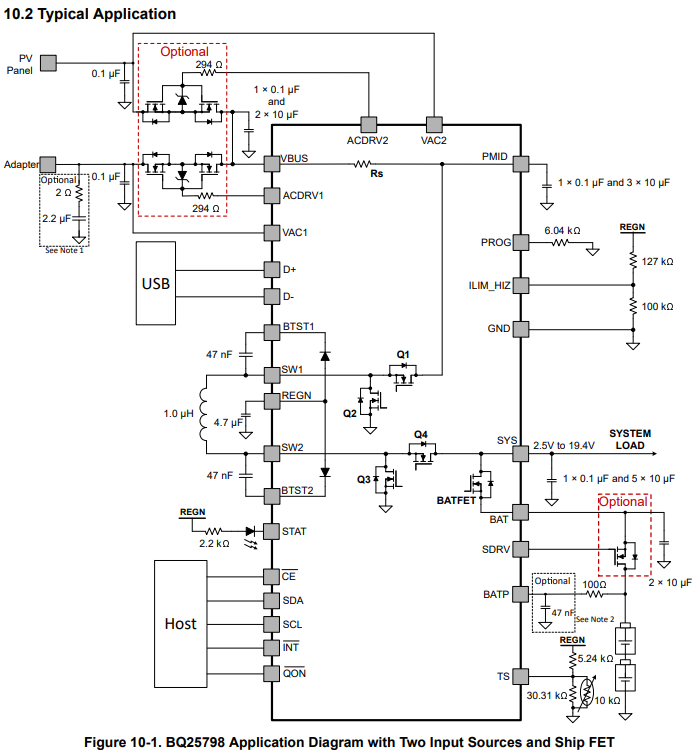 10.2 Typical Application
PV
Panel
Optional
294 Ω
0.1 µF
1 × 0.1 µF
and
2 × 10 µF
ACDRV2
VAC2
Adapter
VBUS
Rs
PMID
Optional
2 Ω
2.2 µF
See Note 1
0.1 µF
294 Ω
ACDRV1
VAC1
1 × 0.1 µF and 3 × 10 µF
PROG
6.04 kΩ
REGN
127 kΩ
ILIM_HIZ
100 kΩ
GND
USB
D+
D-
BTST1
47 nF
SW1
Q1
REGN
Q2
1.0 µH
4.7 µF
SW2
Q4
SYS
2.5V to 19.4V
SYSTEM
LOAD
47 nF
Q3
BTST2
BATFET
1 × 0.1 µF and 5 × 10 µF
REGN
2.2 kΩ
STAT
BAT
Optional
SDRV
2 × 10 µF
Host
CE
SDA
SCL
INT
QON
BATP
Optional
47 nF
100Ω
See Note 2
REGN
5.24 kΩ
TS
30.31 kΩ
10 kΩ
Figure 10-1. BQ25798 Application Diagram with Two Input Sources and Ship FET